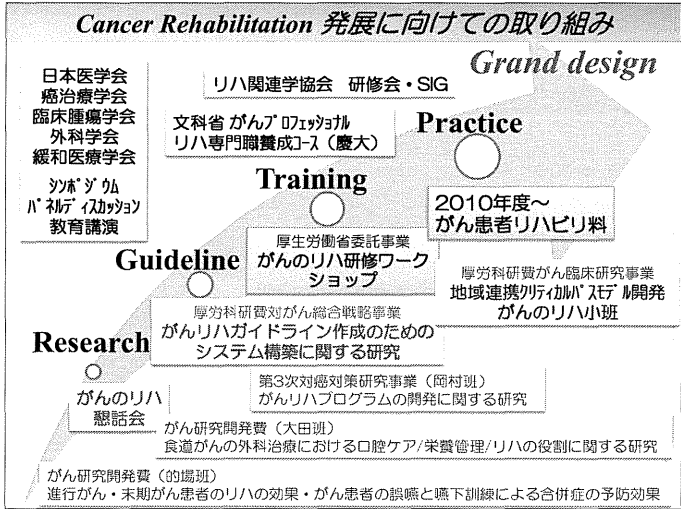 Cancer Rehabilitation 発展に向けての取り組み
Grand design
日本医学会
癌治療学会
臨床腫瘍学会
外科学会
緩和医療学会
シンポジウム
パネルディスカッション
教育講演
リハ関連学協会 研修会・SIG
文科省 がんプロフェッショナル
リハ専門職養成コース（慶大）
Practice
Training
2010年度～
がん患者リハビリ料
厚生労働省委託事業
がんのリハ研修ワーク
ショップ
Guideline
厚労科研費がん臨床研究事業
地域連携クリティカルパスモデル開発
がんのリハ小班
厚労科研費対がん総合戦略事業
がんリハガイドライン作成のための
システム構築に関する研究
Research
がんのリハ
懇話会
第3次対癌対策研究事業（岡村班）
がんリハプログラムの開発に関する研究
がん研究開発費（大田班）
食道がんの外科治療における口腔ケア/栄養管理/リハの役割に関する研究
がん研究開発費（的場班）
進行がん・末期がん患者のリハの効果・がん患者の誤嚥と嚥下訓練による合併症の予防効果